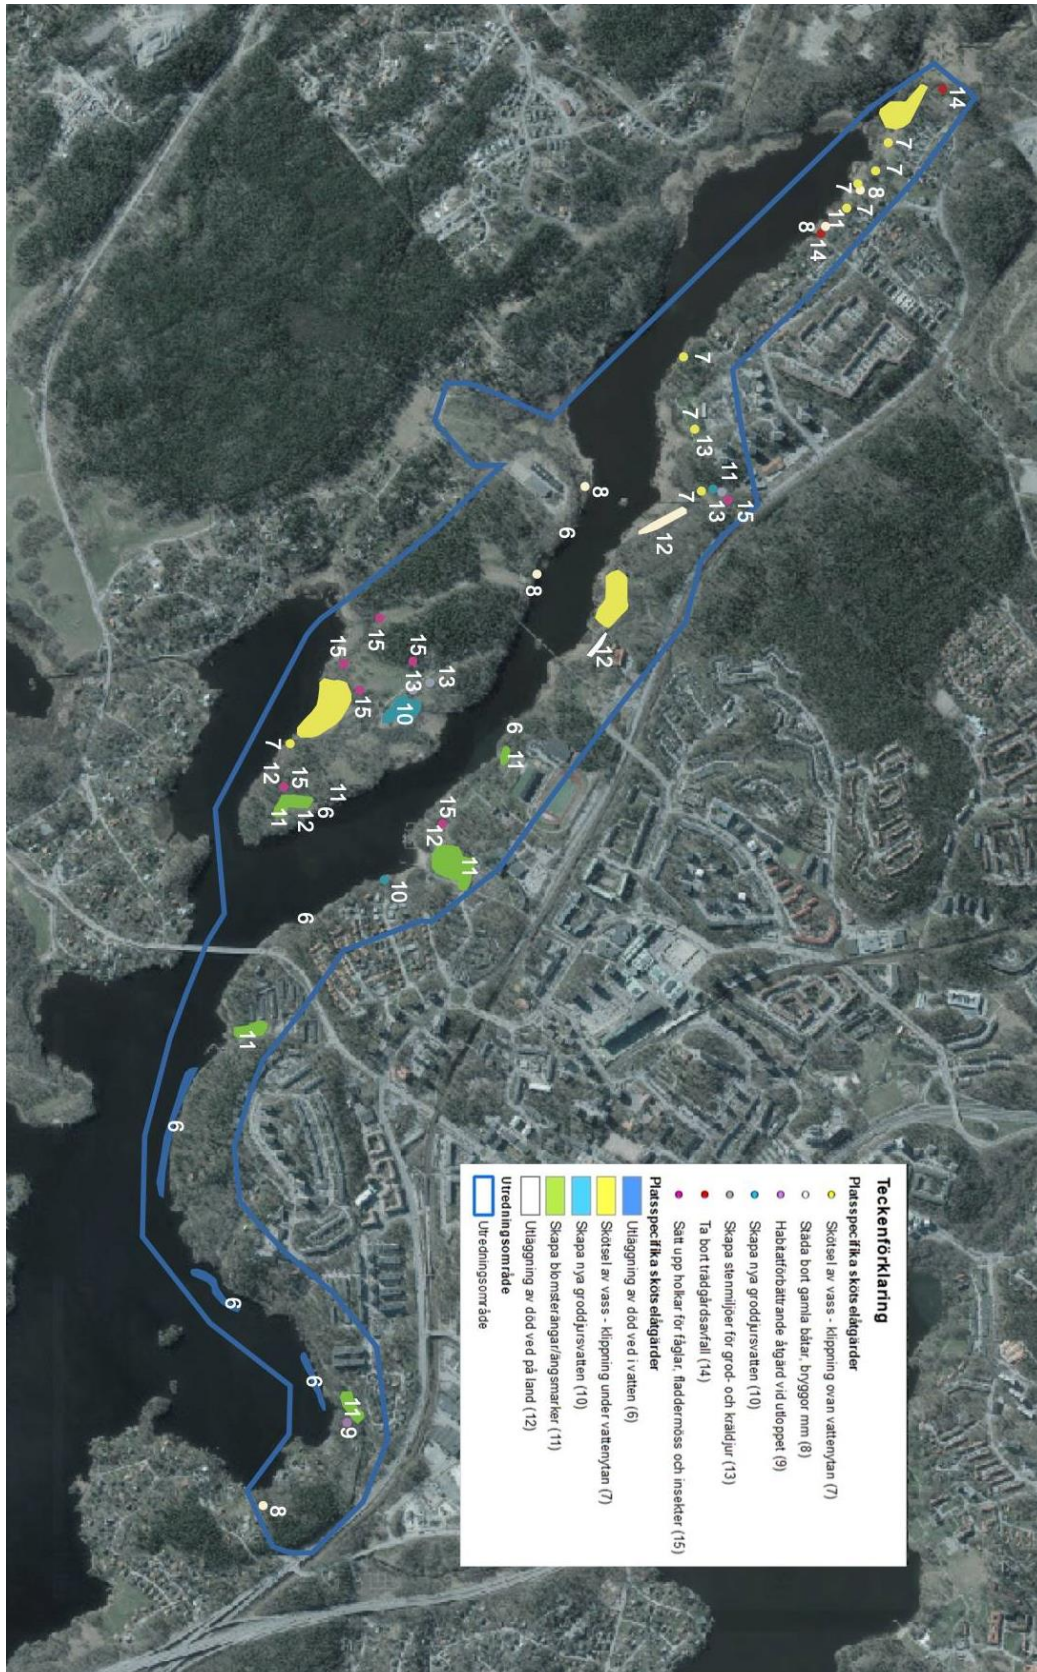 Teckenförklaring
Platsspecifika skötselåtgärder
Skötsel av vass - klippning ovan vattenytan (7)
Städa bort gamla båtar, bryggor mm (8)
Habitatförbättrande åtgärd vid utloppet (9)
Skapa nya groddjursvatten (10)
Skapa stenmiljöer för grod- och kräldjur (13)
Ta bort trädgårdsavfall (14)
Sätt upp holkar för fåglar, fladdermöss och insekter (15)
Platsspecifika skötselåtgärder
Utläggning av död ved i vatten (6)
Skötsel av vass - klippning under vattenytan (7)
Skapa nya groddjursvatten (10)
Skapa blomsterängar/ängsmarker (11)
Utläggning av död ved på land (12)
Utredningsområde
Utredningsområde
14
7
7
8
7
7
11
14
8
7
13
7
11
15
13
7
12
8
6
8
12
15
13
15
13
15
15
10
6
11
7
15
12
11
6
12
11
15
12
11
10
6
11
6
6
6
11
9
8